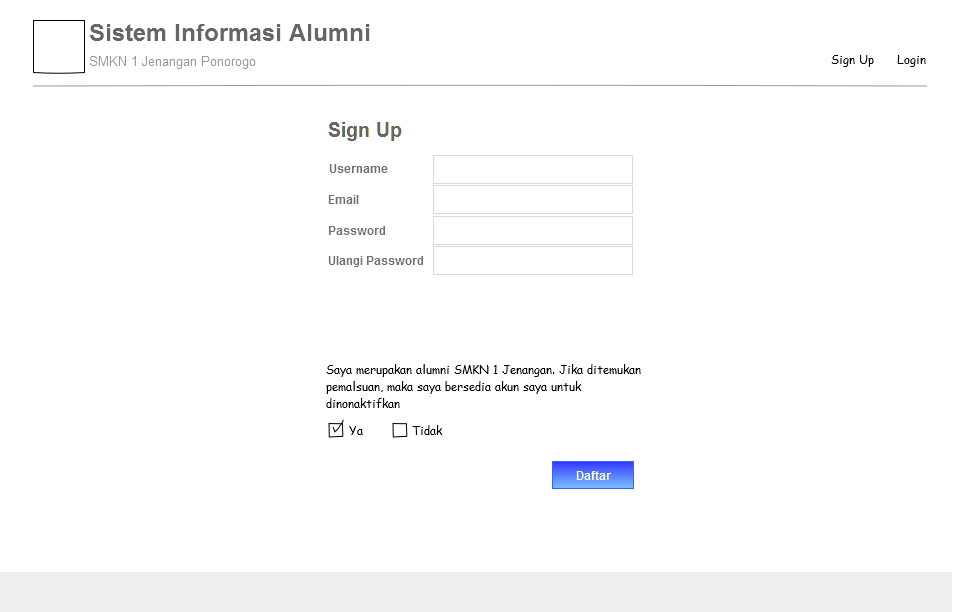 Sistem Informasi Alumni
SMKN 1 Jenangan Ponorogo
Sign Up Login
Sign Up
Username
Email
Password
Ulangi Password
Saya merupakan alumni SMKN 1 Jenangan. Jika ditemukan
pemalsuan, maka saya bersedia akun saya untuk
dinonaktifkan
Ya Tidak
Daftar